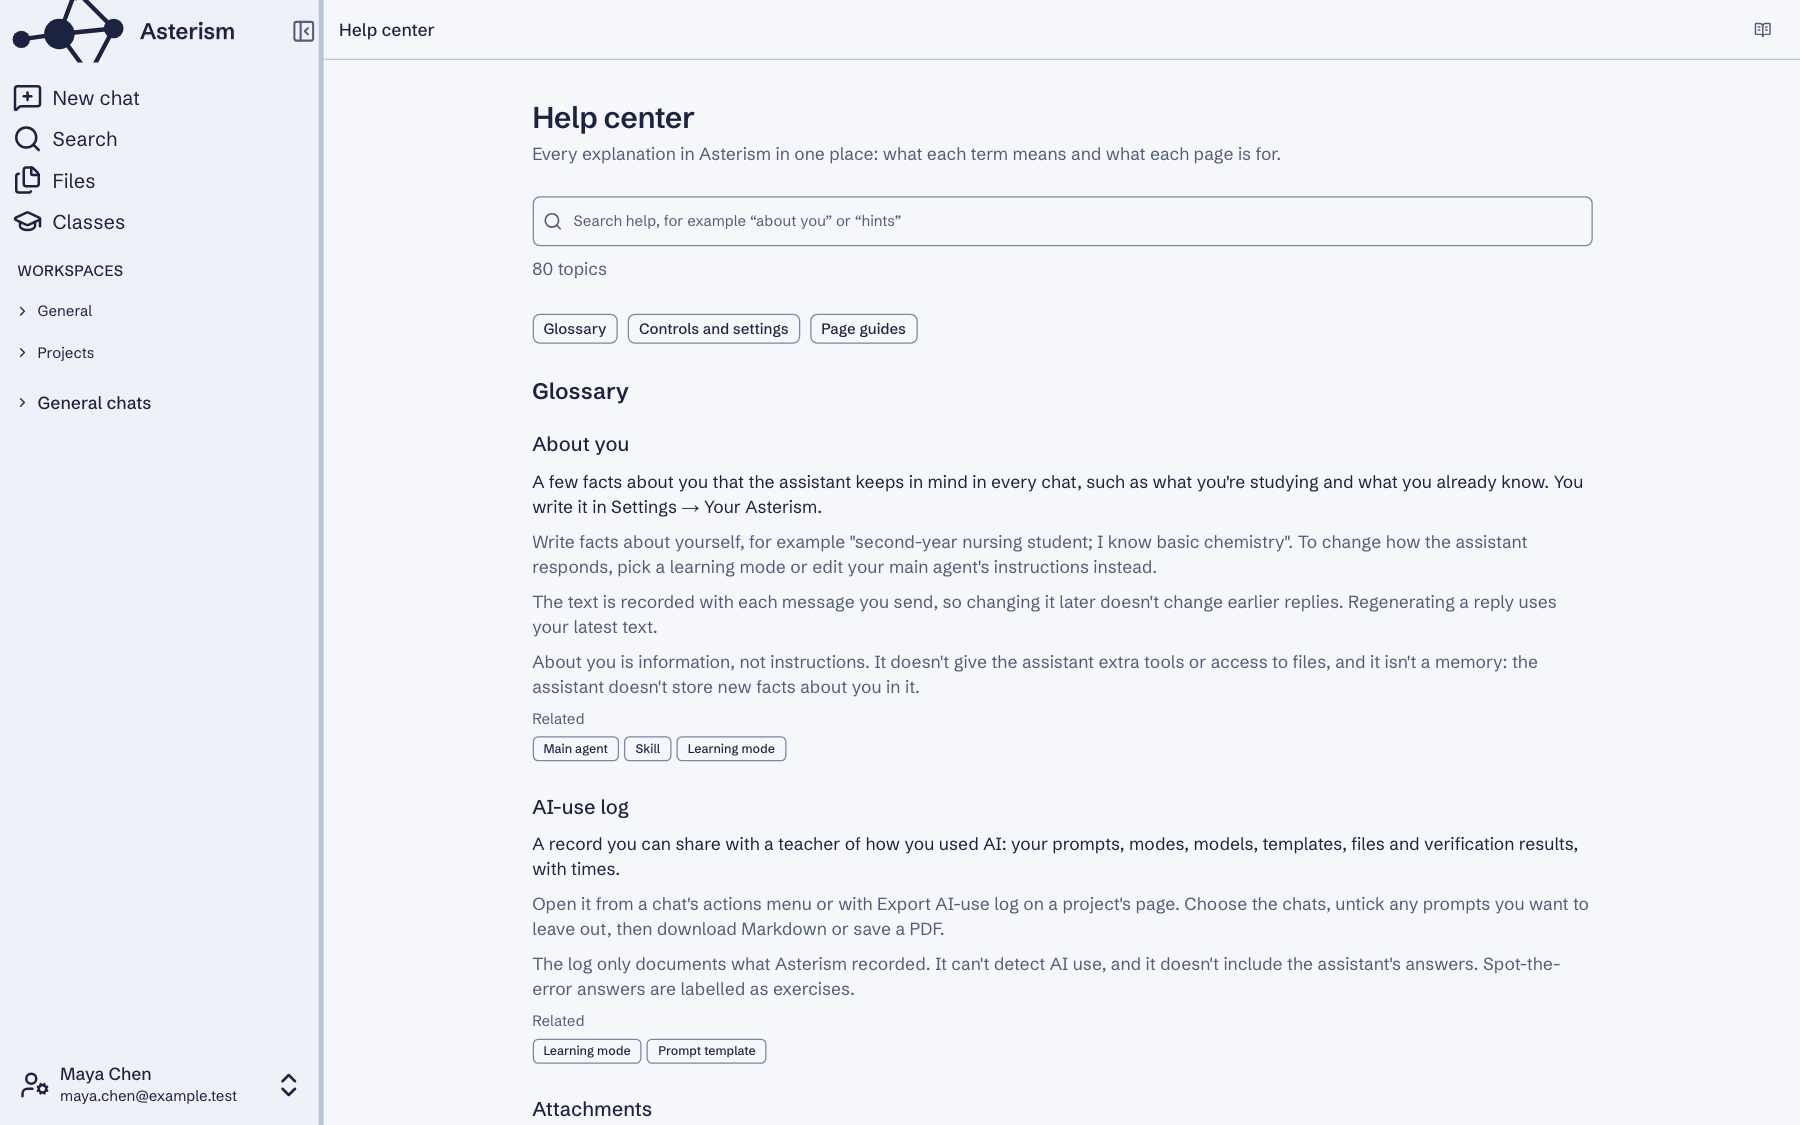 Asterism
Help center
New chat
Search
Files
Classes
WORKSPACES
General
Projects
General chats
Maya Chen
maya.chen@example.test
Help center
Every explanation in Asterism in one place: what each term means and what each page is for.
Search help, for example “about you” or “hints”
80 topics
Glossary
Controls and settings
Page guides
Glossary
About you
A few facts about you that the assistant keeps in mind in every chat, such as what you're studying and what you already know. You
write it in Settings → Your Asterism.
Write facts about yourself, for example "second-year nursing student; I know basic chemistry". To change how the assistant
responds, pick a learning mode or edit your main agent's instructions instead.
The text is recorded with each message you send, so changing it later doesn't change earlier replies. Regenerating a reply uses
your latest text.
About you is information, not instructions. It doesn't give the assistant extra tools or access to files, and it isn't a memory: the
assistant doesn't store new facts about you in it.
Related
Main agent
Skill
Learning mode
AI-use log
A record you can share with a teacher of how you used AI: your prompts, modes, models, templates, files and verification results,
with times.
Open it from a chat's actions menu or with Export AI-use log on a project's page. Choose the chats, untick any prompts you want to
leave out, then download Markdown or save a PDF.
The log only documents what Asterism recorded. It can't detect AI use, and it doesn't include the assistant's answers. Spot-the-
error answers are labelled as exercises.
Related
Learning mode
Prompt template
Attachments